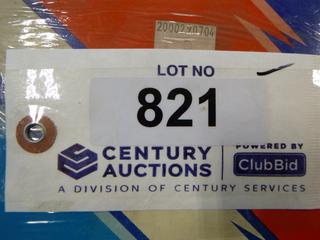 LOT NO
821
CENTURY
AUCTIONS
POWERED BY
ClubBid
A DIVISION OF CENTURY SERVICES